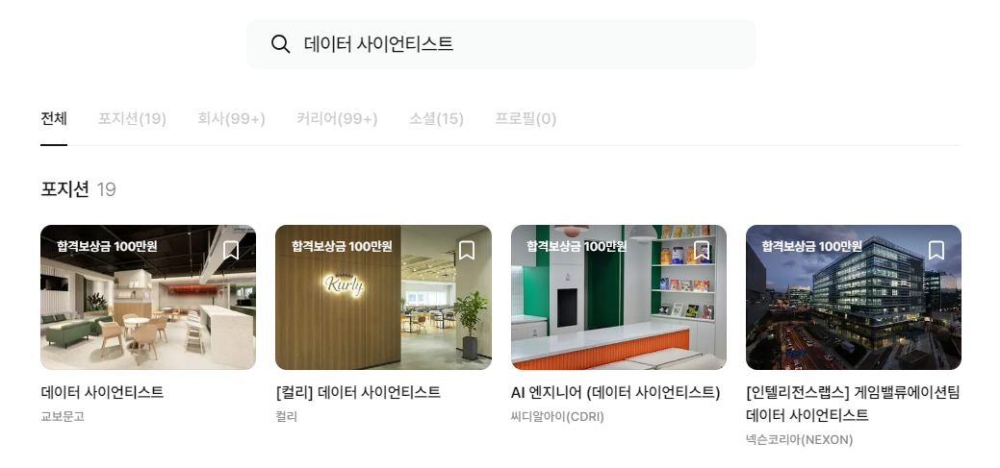 데이터 사이언티스트
전체 포지션(19) 회사(99+) 커리어(99+) 소셜(15) 프로필(0)
포지션 19
합격보상금 100만원 합격보상금 100만원 합격보상금 100만원 합격보상금 100만원
Kurly
데이터 사이언티스트
교보문고
[컬리] 데이터 사이언티스트
컬리
AI 엔지니어 (데이터 사이언티스트)
씨디알아이(CDRI)
[인텔리전스랩스] 게임밸류에이션팀
데이터 사이언티스트
넥슨코리아(NEXON)